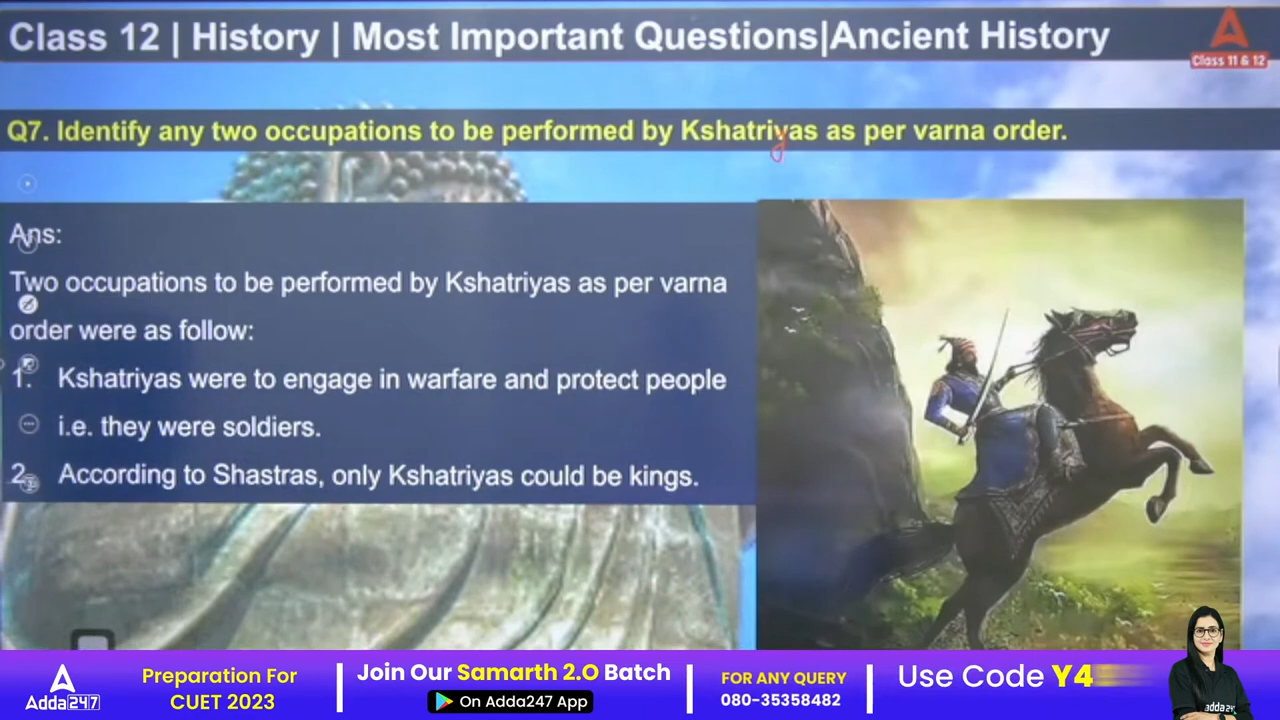 Class 12 | History | Most Important Questions|Ancient History
A
Class 11 & 12
Q7. Identify any two occupations to be performed by Kshatriyas as per varna order.
Ans:
Two occupations to be performed by Kshatriyas as per varna
order were as follow:
1. Kshatriyas were to engage in warfare and protect people
i.e. they were soldiers.
2. According to Shastras, only Kshatriyas could be kings.
Adda247
Preparation For
CUET 2023
Join Our Samarth 2.O Batch
On Adda247 App
FOR ANY QUERY
080-35358482
Use Code Y4